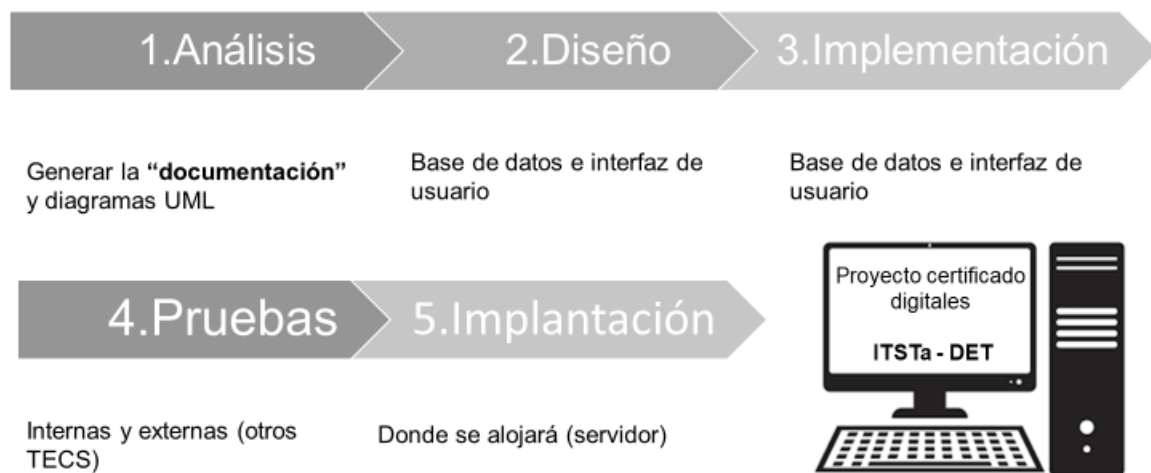 1.Análisis
2.Diseño
3.Implementación
Generar la “documentación”
y diagramas UML
Base de datos e interfaz de
usuario
Base de datos e interfaz de
usuario
4.Pruebas
5.Implantación
Proyecto certificado
digitales
ITSTa - DET
Internas y externas (otros
TECS)
Donde se alojará (servidor)